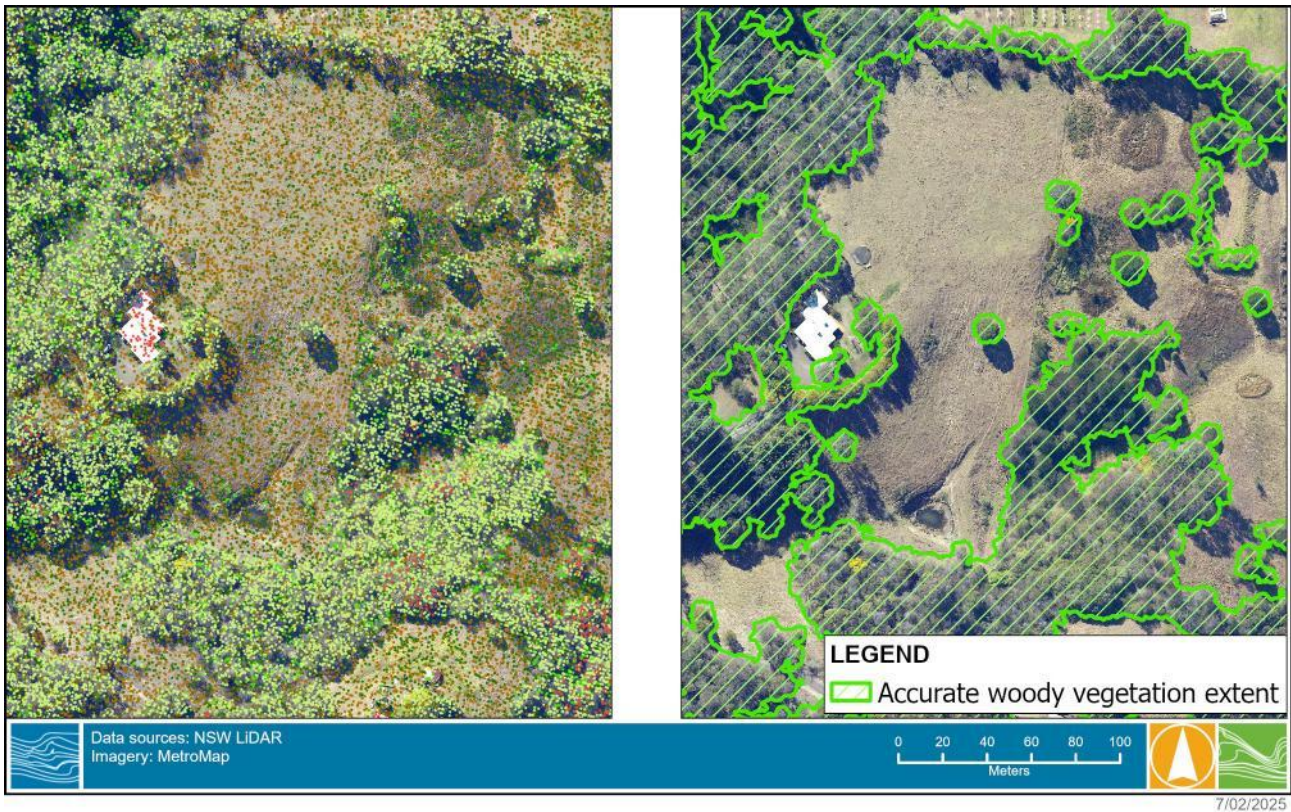 LEGEND
Accurate woody vegetation extent
Data sources: NSW LiDAR
Imagery: MetroMap
0 20 40 60 80 100
Meters
7/02/2025